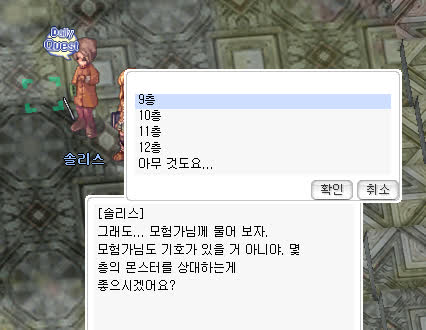 Daily
Quest
솔리스
9층
10층
11층
12층
아무 것도요...
확인
취소
[솔리스]
그래도... 모험가님께 물어 보자.
모험가님도 기호가 있을 거 아니야. 몇
층의 몬스터를 상대하는게
좋으시겠어요?